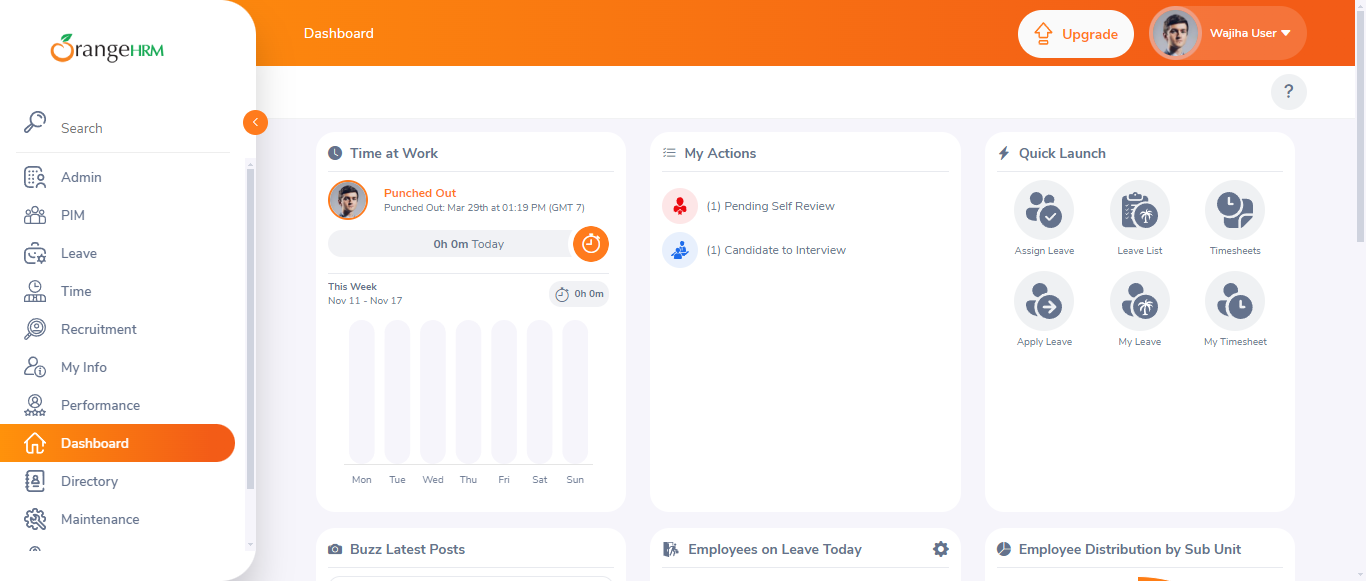 OrangeHRM
Dashboard
Upgrade
Wajiha User
?
Search
Admin
PIM
Leave
Time
Recruitment
My Info
Performance
Dashboard
Directory
Maintenance
Time at Work
Punched Out
Punched Out: Mar 29th at 01:19 PM (GMT 7)
0h 0m Today
This Week
Nov 11 - Nov 17
0h 0m
Mon Tue Wed Thu Fri Sat Sun
My Actions
(1) Pending Self Review
(1) Candidate to Interview
Quick Launch
Assign Leave Leave List Timesheets
Apply Leave My Leave My Timesheet
Buzz Latest Posts
Employees on Leave Today
Employee Distribution by Sub Unit